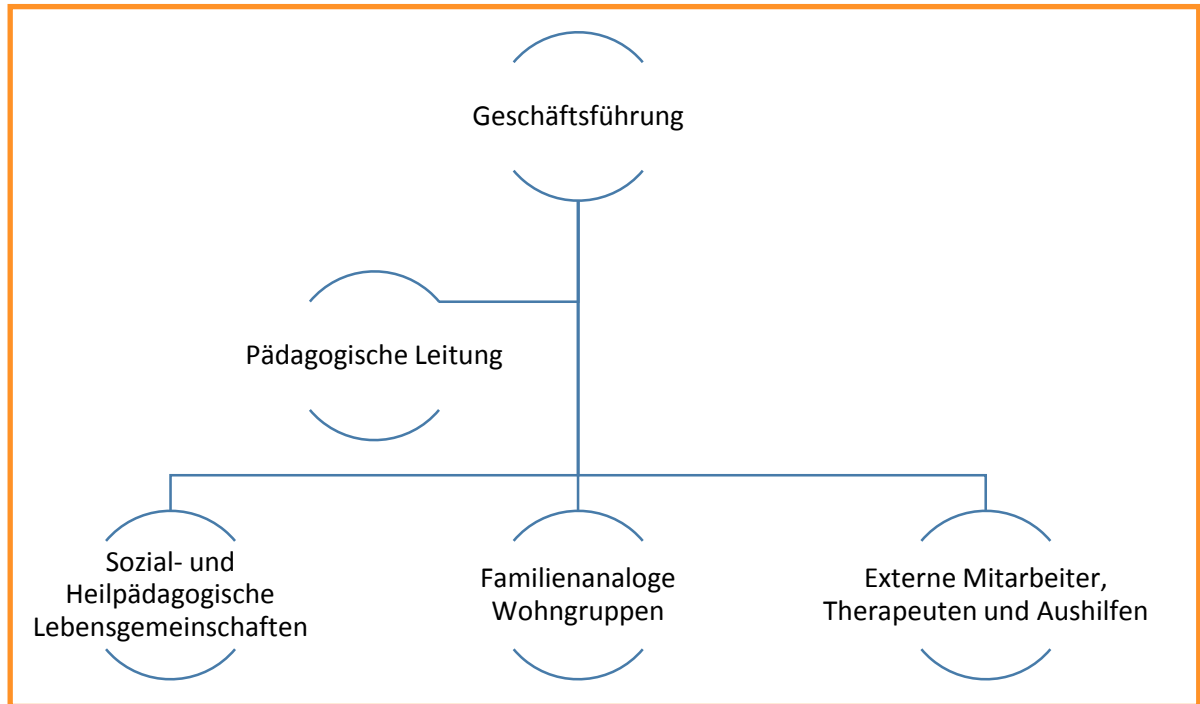 Geschäftsführung
Pädagogische Leitung
Sozial- und
Heilpädagogische
Lebensgemeinschaften
Familienanaloge
Wohngruppen
Externe Mitarbeiter,
Therapeuten und Aushilfen